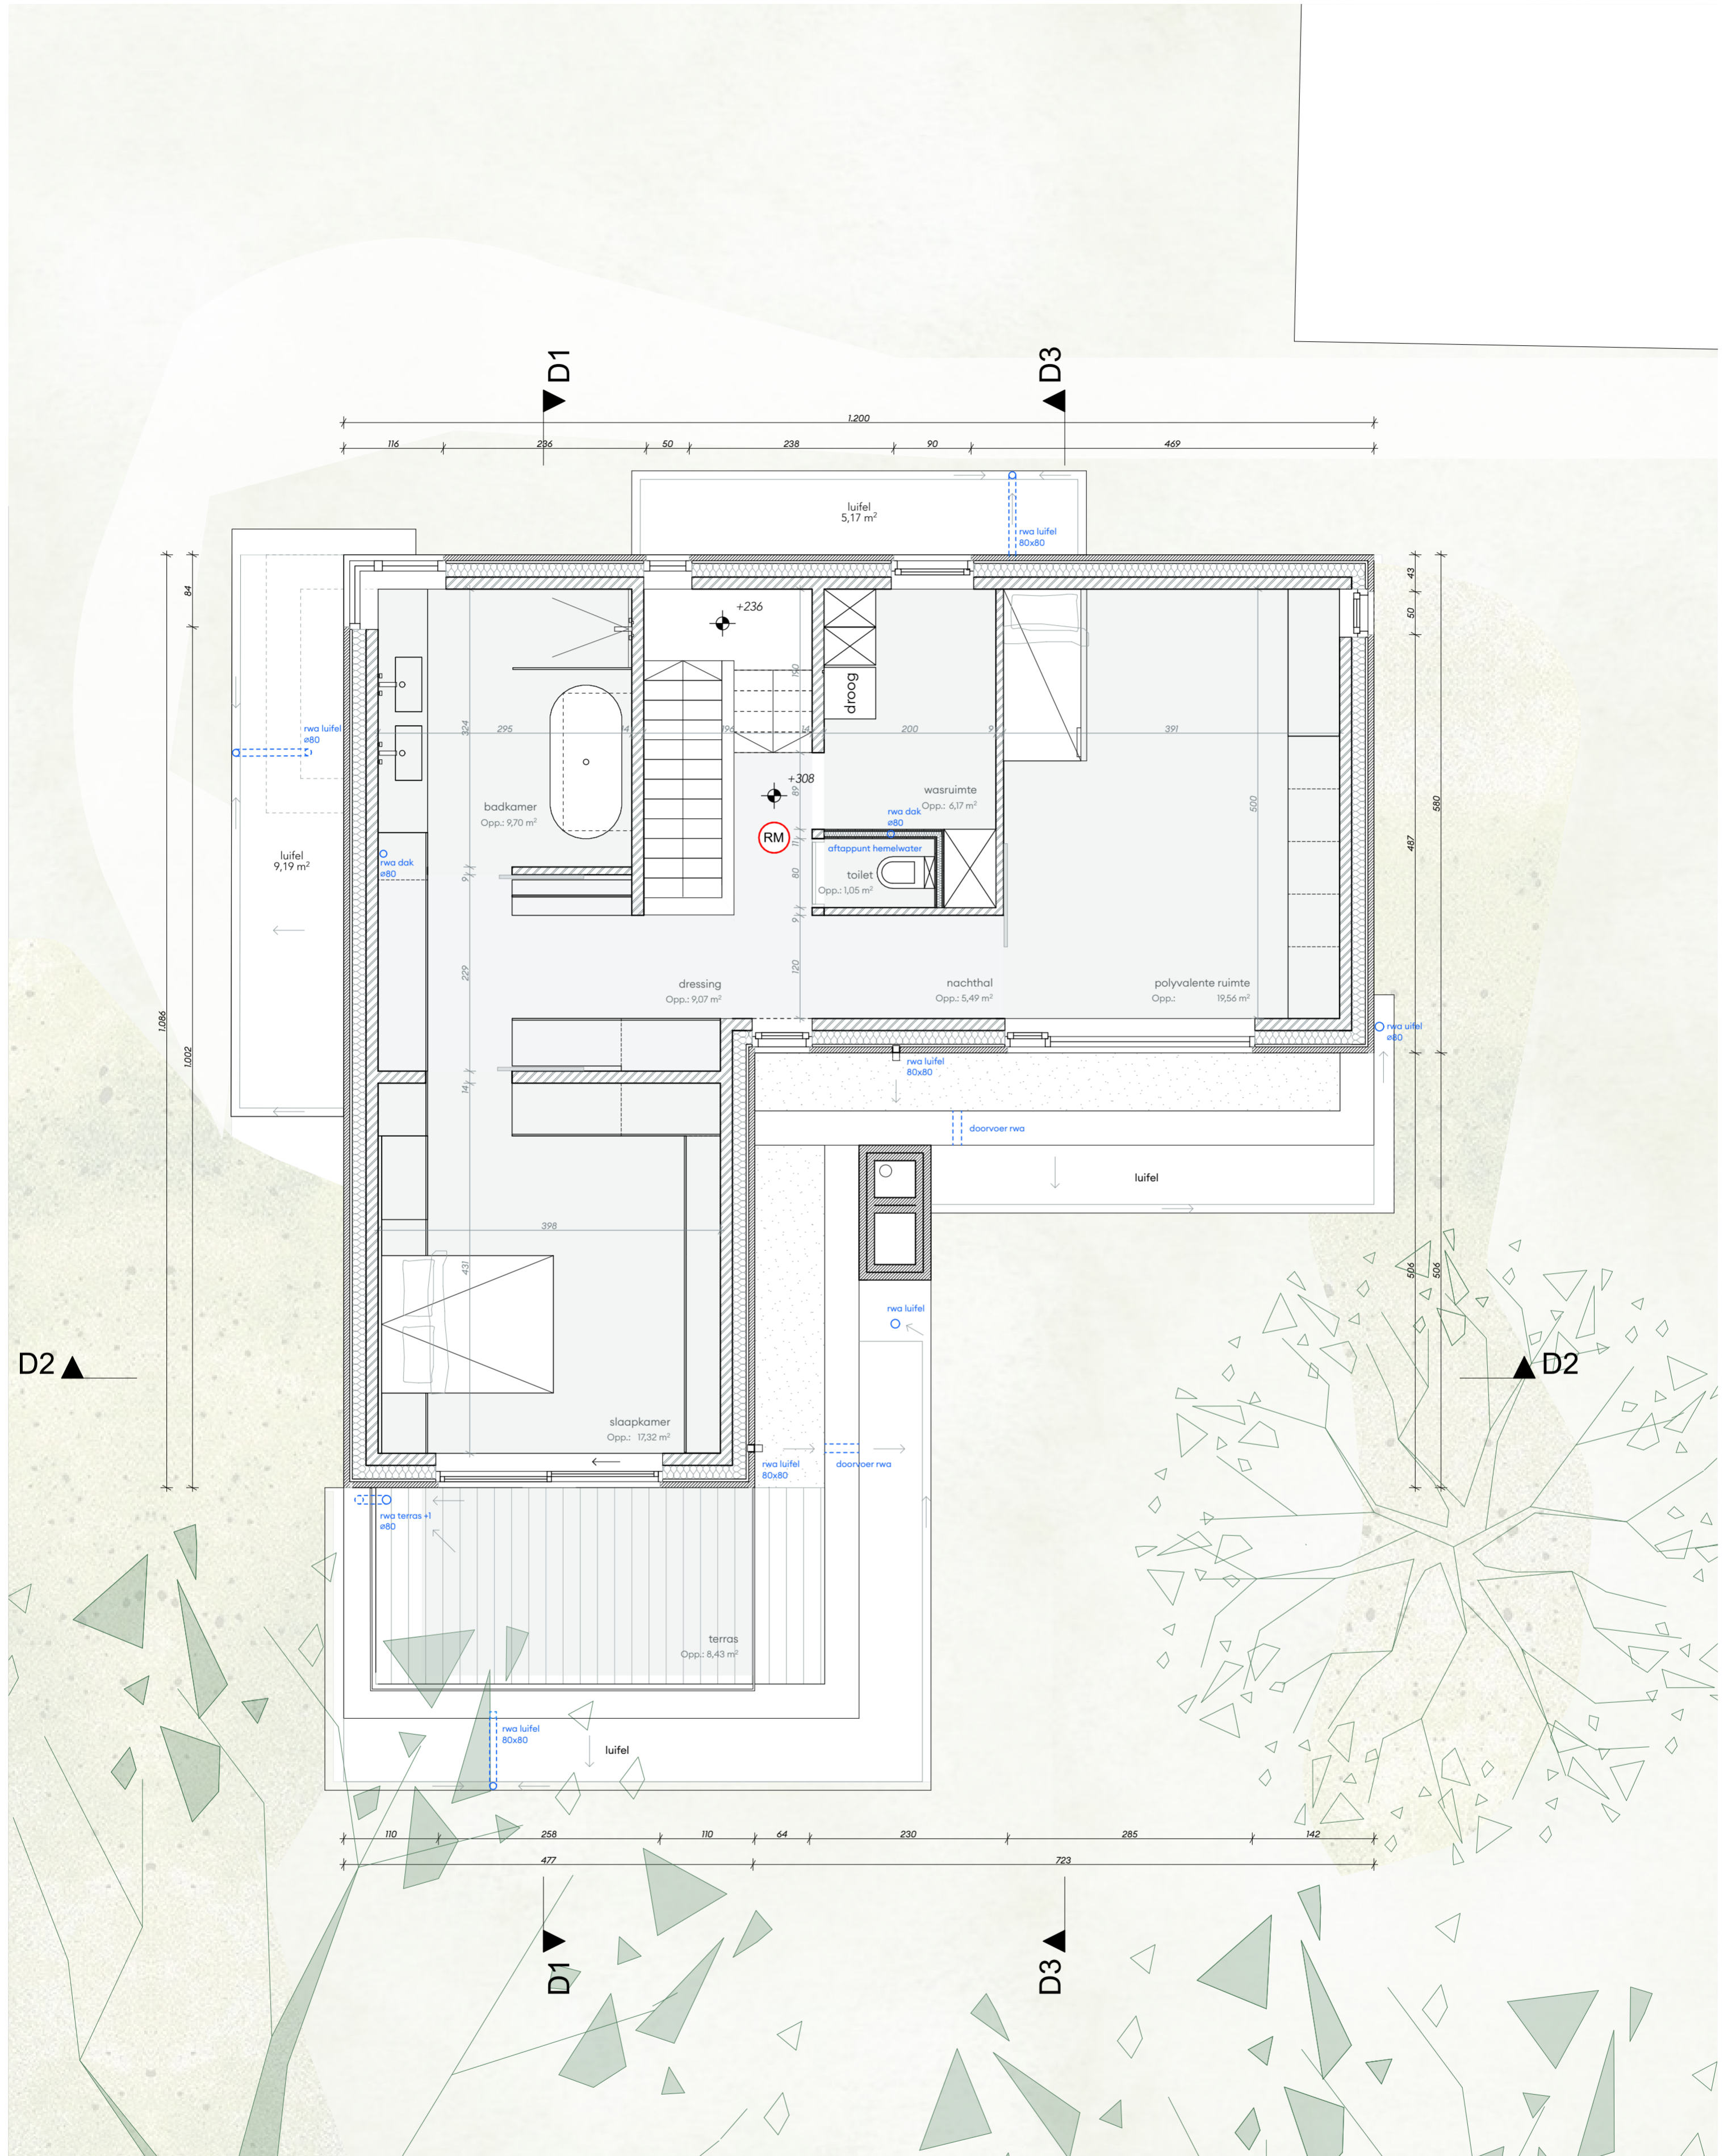 D1
D3
1.200
116
236
50
238
90
469
luifel
5,17 m²
rwa luifel
80x80
84
43
50
+236
droog
140
rwa luifel
ø80
324
295
14
196
14
200
9
391
+308
89
wasruimte
Opp.: 6,17 m²
badkamer
Opp.: 9,70 m²
rwa dak
ø80
500
580
RM
11
aftappunt hemelwater
487
luifel
9,19 m²
rwa dak
ø80
9
80
toilet
Opp.: 1,05 m²
9
229
120
dressing
Opp.: 9,07 m²
nachthal
Opp.: 5,49 m²
polyvalente ruimte
Opp.: 19,56 m²
1.086
1.002
rwa uifel
ø80
rwa luifel
80x80
14
doorvoer rwa
luifel
398
431
506
506
rwa luifel
D2
D2
slaapkamer
Opp.: 17,32 m²
rwa luifel
80x80
doorvoer rwa
rwa terras +1
ø80
terras
Opp.: 8,43 m²
rwa luifel
80x80
luifel
110
258
110
64
230
285
142
477
723
D1
D3